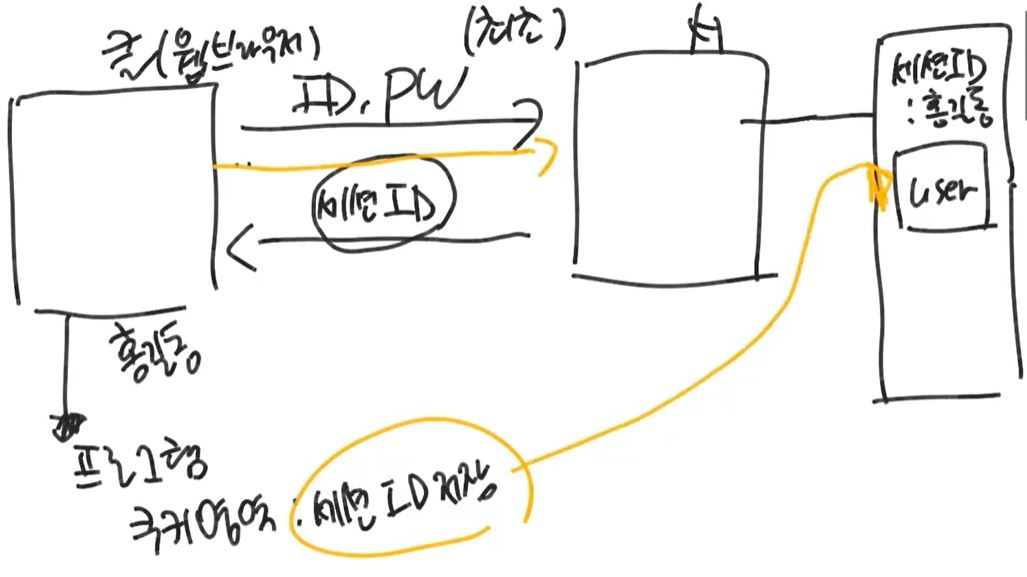 클(웹브라우저)
(최초)
ID, PW
세션ID
서
세션ID
: 홍길동
user
홍길동
프로그램
쿠키영역 : 세션ID저장